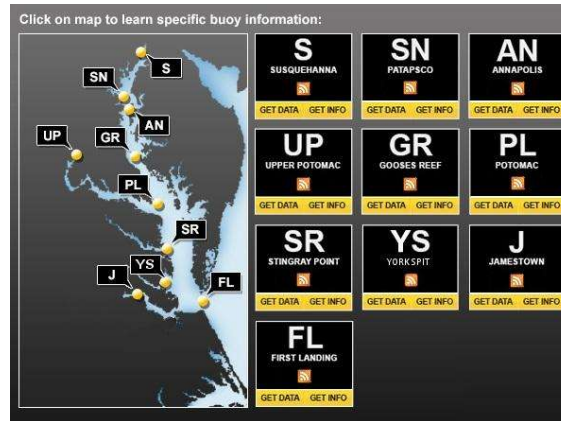 Click on map to learn specific buoy information:
S
SN
AN
UP
GR
PL
SR
YS
J
FL
S
SUSQUEHANNA
GET DATA GET INFO
SN
PATAPSCO
GET DATA GET INFO
AN
ANNAPOLIS
GET DATA GET INFO
UP
UPPER POTOMAC
GET DATA GET INFO
GR
GOOSES REEF
GET DATA GET INFO
PL
POTOMAC
GET DATA GET INFO
SR
STINGRAY POINT
GET DATA GET INFO
YS
YORKSPIT
GET DATA GET INFO
J
JAMESTOWN
GET DATA GET INFO
FL
FIRST LANDING
GET DATA GET INFO